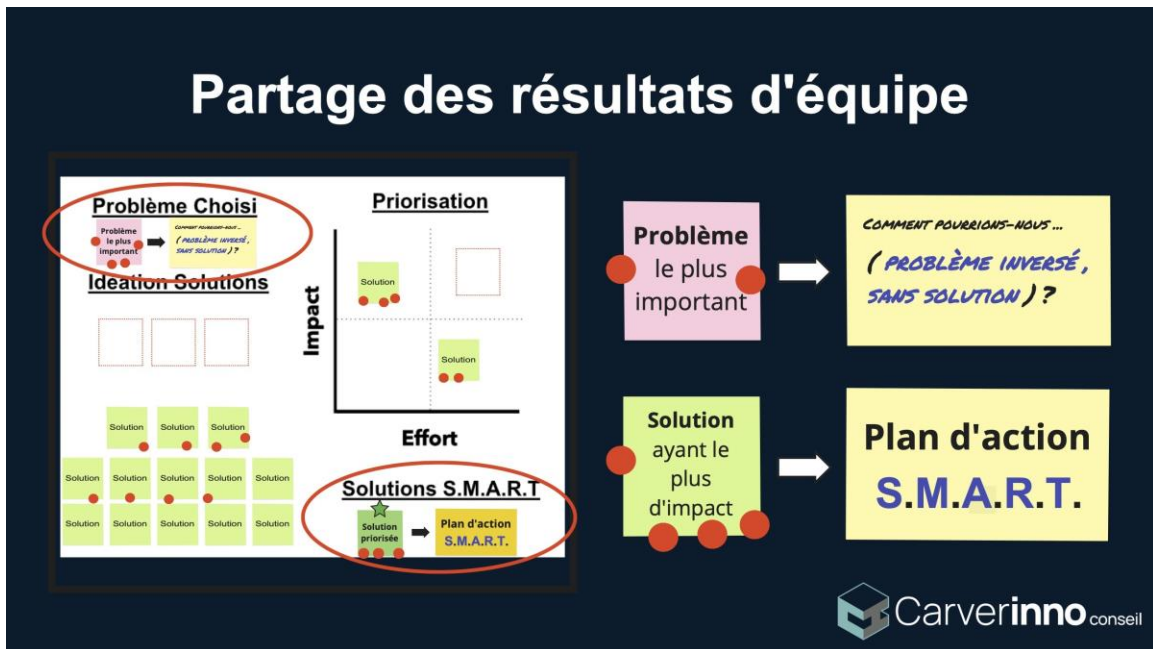 Partage des résultats d'équipe
Problème Choisi
Problème
le plus
important
Comment pourrions-nous ...
( problème inversé,
sans solution ) ?
Ideation Solutions
Solution
Solution
Solution
Solution
Solution
Solution
Solution
Solution
Solution
Solution
Solution
Solution
Solution
Priorisation
Impact
Solution
Solution
Effort
Solutions S.M.A.R.T
Solution
priorisée
Plan d'action
S.M.A.R.T.
Problème
le plus
important
Comment pourrions-nous ...
( problème inversé,
sans solution ) ?
Solution
ayant le
plus
d'impact
Plan d'action
S.M.A.R.T.
Carverinno conseil